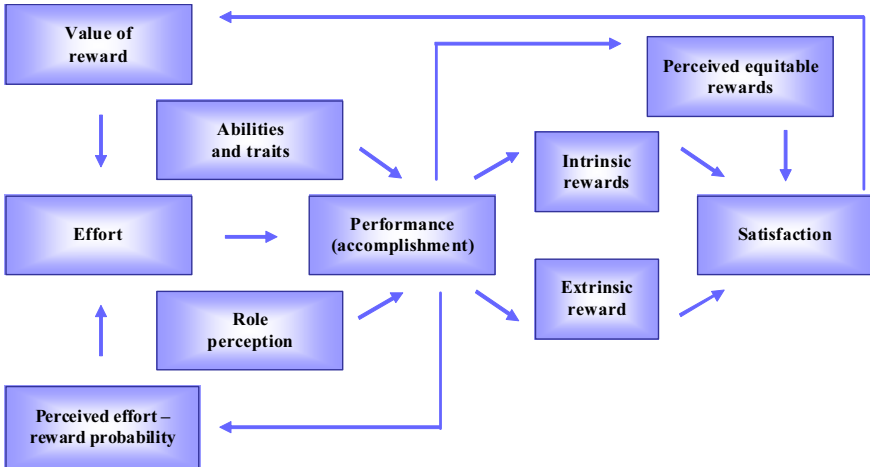 Value of
reward
Perceived equitable
rewards
Abilities
and traits
Intrinsic
rewards
Effort
Performance
(accomplishment)
Satisfaction
Role
perception
Extrinsic
reward
Perceived effort –
reward probability